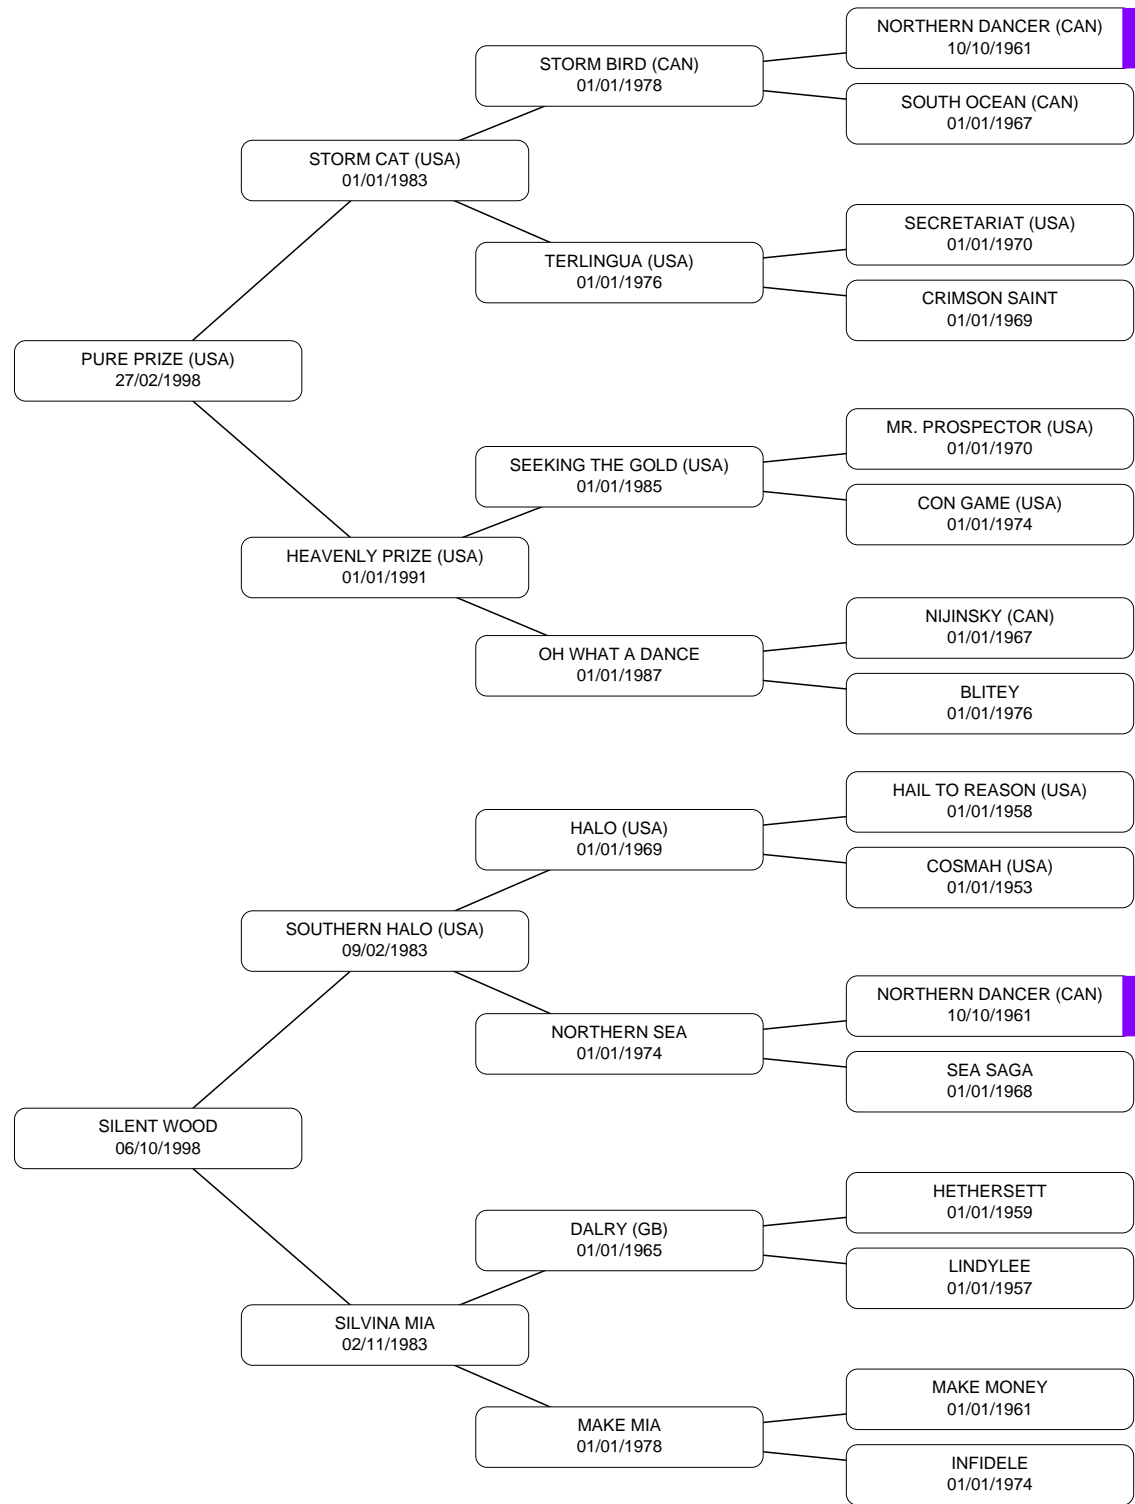 NORTHERN DANCER (CAN)
10/10/1961
STORM BIRD (CAN)
01/01/1978
SOUTH OCEAN (CAN)
01/01/1967
STORM CAT (USA)
01/01/1983
SECRETARIAT (USA)
01/01/1970
TERLINGUA (USA)
01/01/1976
CRIMSON SAINT
01/01/1969
PURE PRIZE (USA)
27/02/1998
MR. PROSPECTOR (USA)
01/01/1970
SEEKING THE GOLD (USA)
01/01/1985
CON GAME (USA)
01/01/1974
HEAVENLY PRIZE (USA)
01/01/1991
NIJINSKY (CAN)
01/01/1967
OH WHAT A DANCE
01/01/1987
BLITEY
01/01/1976
HAIL TO REASON (USA)
01/01/1958
HALO (USA)
01/01/1969
COSMAH (USA)
01/01/1953
SOUTHERN HALO (USA)
09/02/1983
NORTHERN DANCER (CAN)
10/10/1961
NORTHERN SEA
01/01/1974
SEA SAGA
01/01/1968
SILENT WOOD
06/10/1998
HETHERSETT
01/01/1959
DALRY (GB)
01/01/1965
LINDYLEE
01/01/1957
SILVINA MIA
02/11/1983
MAKE MONEY
01/01/1961
MAKE MIA
01/01/1978
INFIDELE
01/01/1974